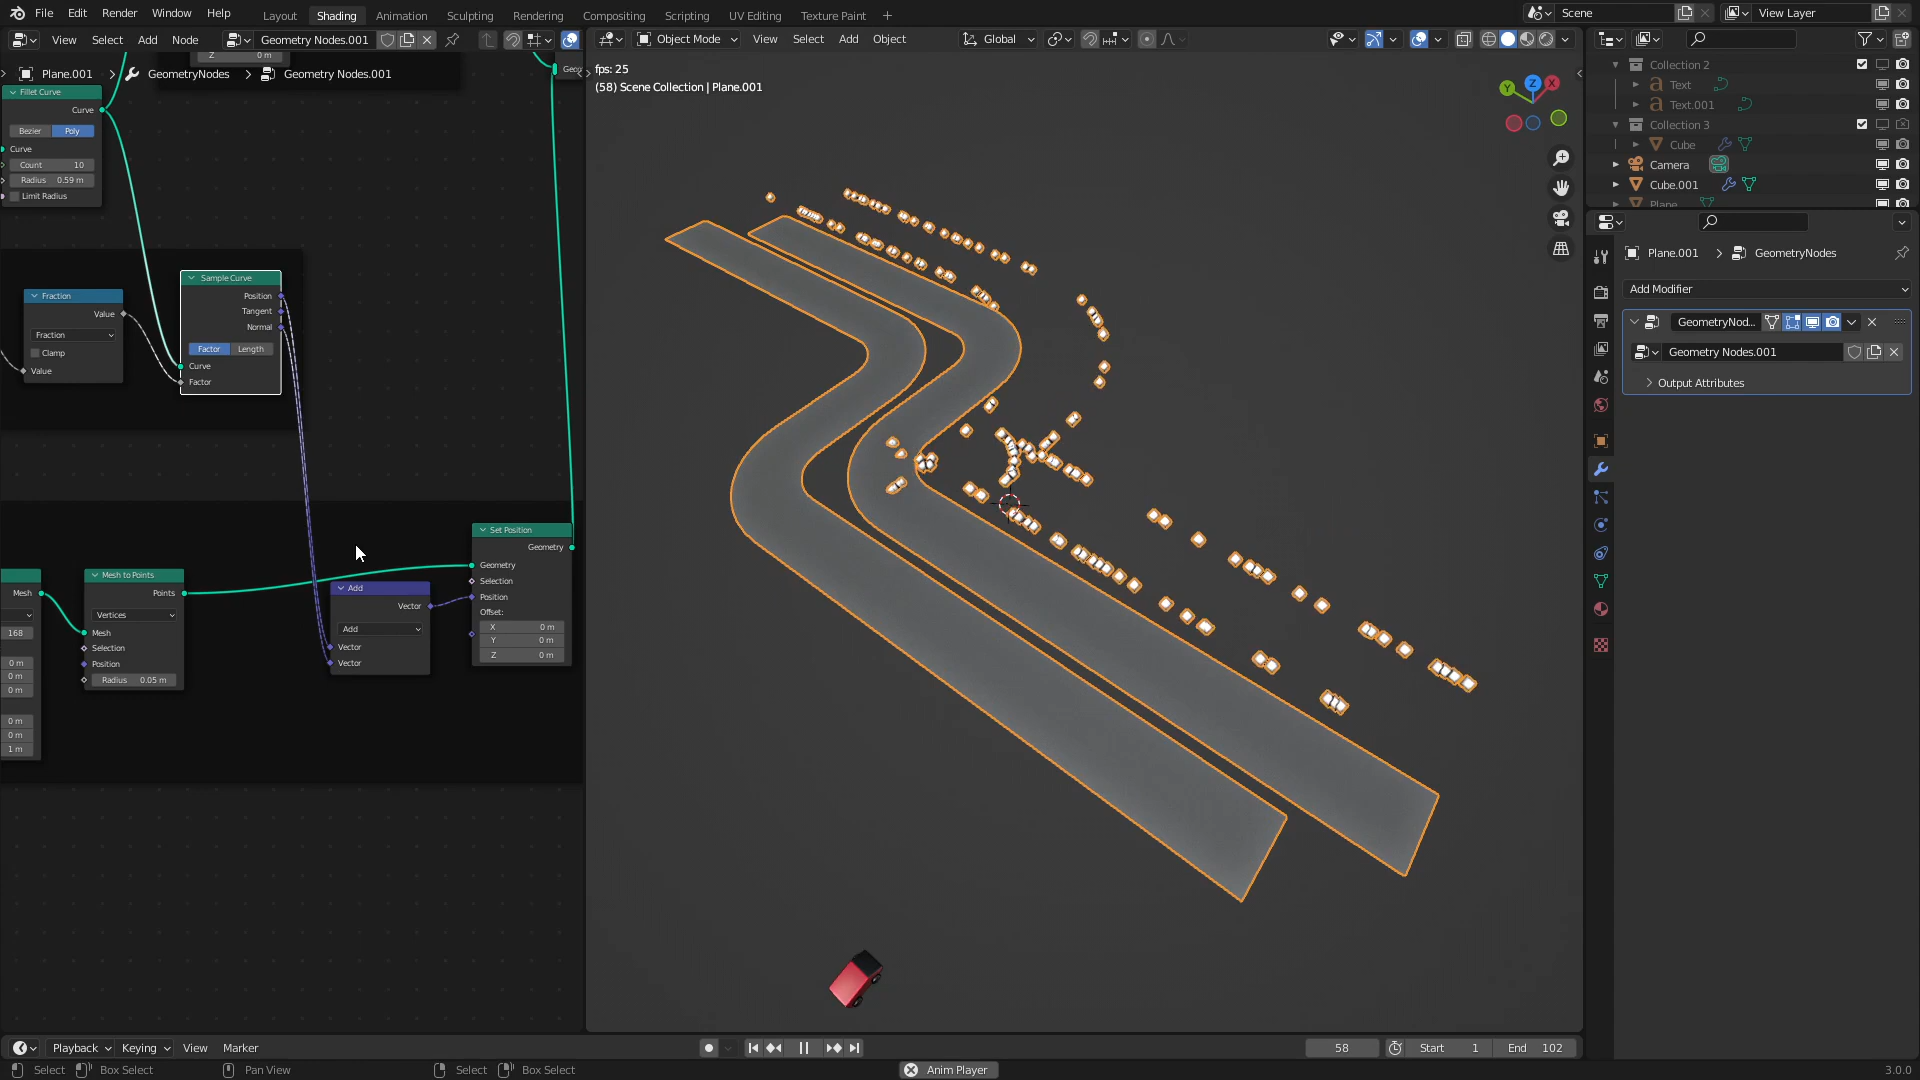 File Edit Render Window Help
Layout Shading Animation Sculpting Rendering Compositing Scripting UV Editing Texture Paint +
Scene
View Layer
View Select Add Node
Geometry Nodes.001
Object Mode View Select Add Object
Global
Z 0 m
Plane.001 > GeometryNodes > Geometry Nodes.001
fps: 25
(58) Scene Collection | Plane.001
Y Z X
Fillet Curve
Curve
Bezier Poly
Curve
Count 10
Radius 0.59 m
Limit Radius
Fraction
Value
Fraction
Clamp
Value
Sample Curve
Position
Tangent
Normal
Factor Length
Curve
Factor
Mesh
168
0 m
0 m
0 m
0 m
0 m
1 m
Mesh to Points
Points
Vertices
Mesh
Selection
Position
Radius 0.05 m
Add
Vector
Add
Vector
Vector
Set Position
Geometry
Geometry
Selection
Position
Offset:
X 0 m
Y 0 m
Z 0 m
Collection 2
Text
Text.001
Collection 3
Cube
Camera
Cube.001
Plane
Plane.001 > GeometryNodes
Add Modifier
GeometryNod...
Geometry Nodes.001
Output Attributes
Playback Keying View Marker
58 Start 1 End 102
Select Box Select Pan View Select Box Select Anim Player 3.0.0